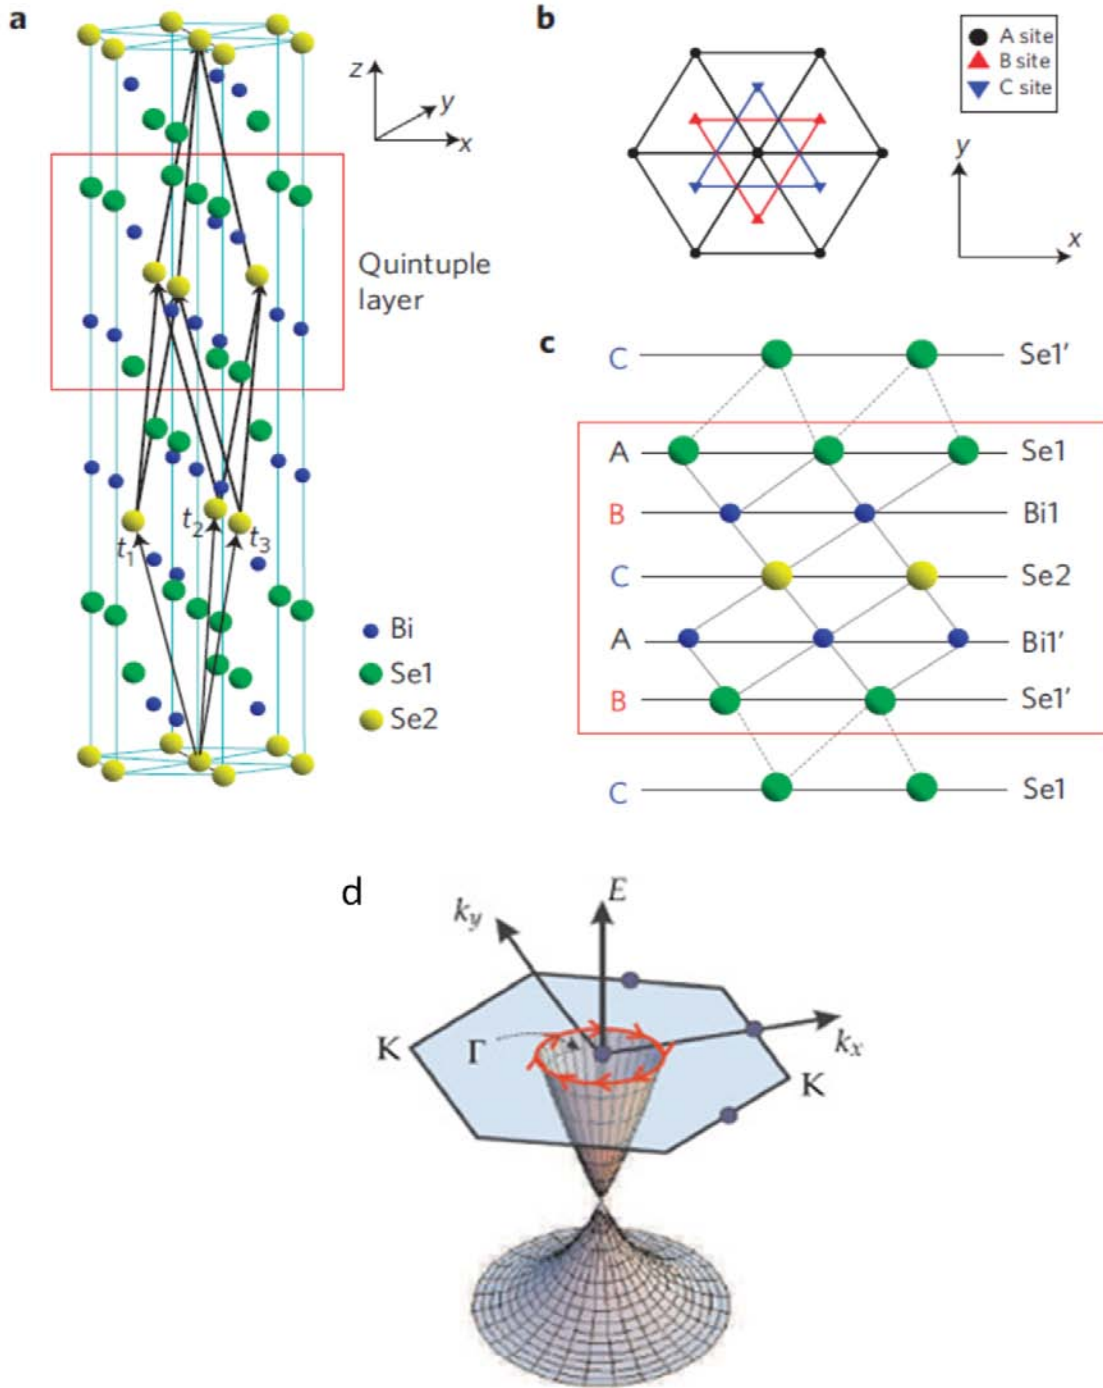 a
z
y
x
Quintuple
layer
t1
t2
t3
Bi
Se1
Se2
b
A site
B site
C site
y
x
c
C Se1′
A Se1
B Bi1
C Se2
A Bi1′
B Se1′
C Se1
d
E
ky
K
Γ
kx
K